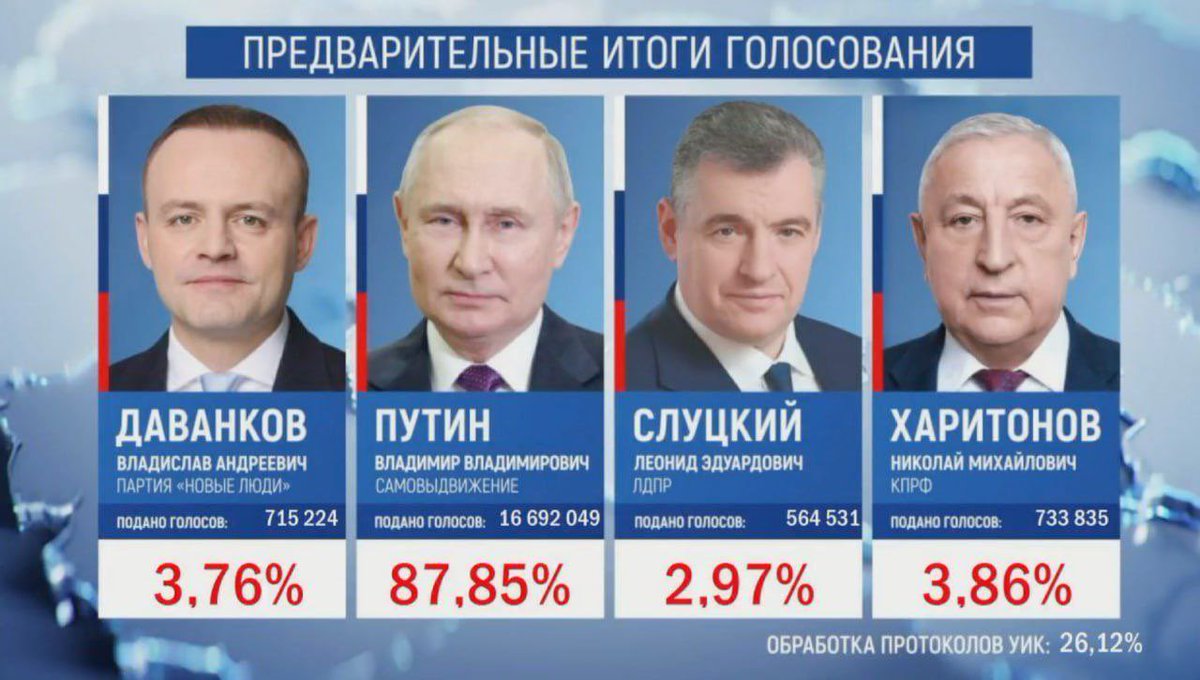 ПРЕДВАРИТЕЛЬНЫЕ ИТОГИ ГОЛОСОВАНИЯ
ДАВАНКОВ
ВЛАДИСЛАВ АНДРЕЕВИЧ
ПАРТИЯ «НОВЫЕ ЛЮДИ»
ПОДАНО ГОЛОСОВ: 715 224
3,76%
ПУТИН
ВЛАДИМИР ВЛАДИМИРОВИЧ
САМОВЫДВИЖЕНИЕ
ПОДАНО ГОЛОСОВ: 16 692 049
87,85%
СЛУЦКИЙ
ЛЕОНИД ЭДУАРДОВИЧ
ЛДПР
ПОДАНО ГОЛОСОВ: 564 531
2,97%
ХАРИТОНОВ
НИКОЛАЙ МИХАЙЛОВИЧ
КПРФ
ПОДАНО ГОЛОСОВ: 733 835
3,86%
ОБРАБОТКА ПРОТОКОЛОВ УИК: 26,12%